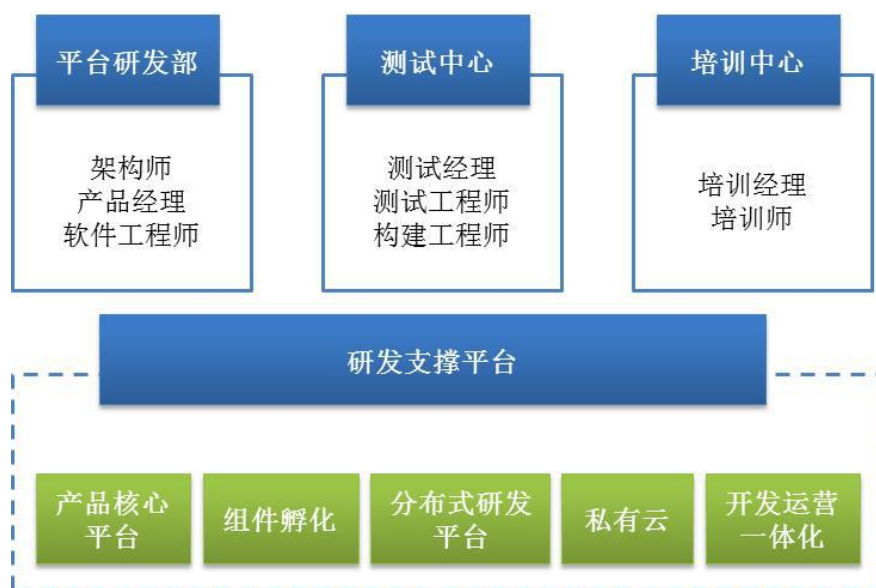 平台研发部
架构师
产品经理
软件工程师
测试中心
测试经理
测试工程师
构建工程师
培训中心
培训经理
培训师
研发支撑平台
产品核心
平台
组件孵化
分布式研发
平台
私有云
开发运营
一体化